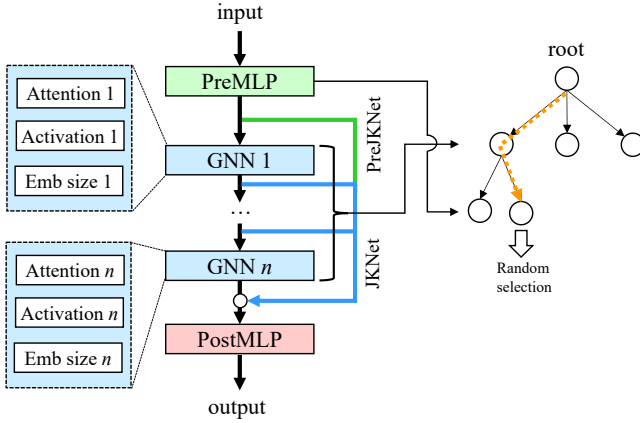 input
root
PreMLP
Attention 1
Activation 1
Emb size 1
PreJKNet
GNN 1
...
GNN n
JKNet
Attention n
Activation n
Emb size n
Random
selection
PostMLP
output